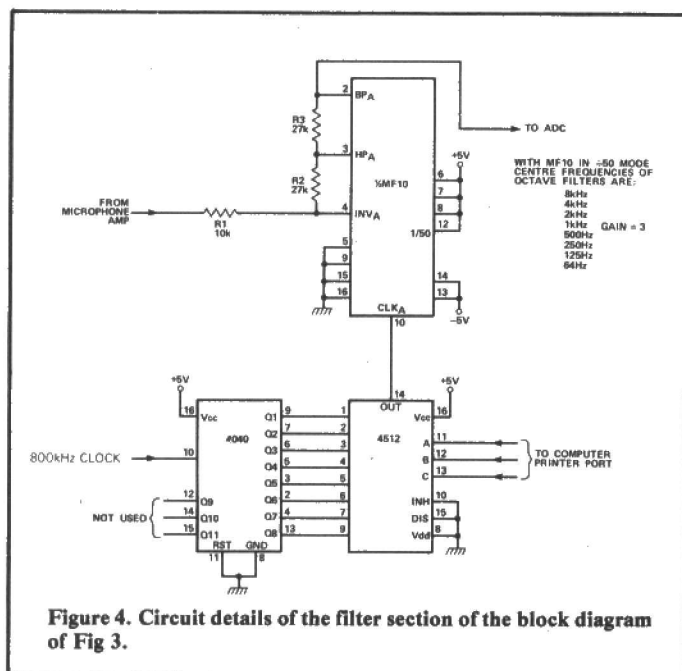 2
BPA
R3
27k
3
HPA
R2
27k
½MF10
TO ADC
+5V
6
7
8
12
1/50
WITH MF10 IN ÷50 MODE
CENTRE FREQUENCIES OF
OCTAVE FILTERS ARE:
8kHz
4kHz
2kHz
1kHz GAIN = 3
500Hz
250Hz
125Hz
64Hz
FROM
MICROPHONE
AMP
R1
10k
4
INVA
5
9
15
16
14
13
-5V
CLKA
10
+5V
16
Vcc
4040
800kHz CLOCK
10
12
Q9
14
Q10
15
Q11
NOT USED
RST
GND
11
8
Q1 9 1
Q2 7 2
Q3 6 3
Q4 5 4
Q5 3 5
Q6 2 6
Q7 4 7
Q8 13 9
14
OUT
4512
+5V
Vcc 16
A 11
B 12
C 13
TO COMPUTER
PRINTER PORT
INH 10
DIS 15
Vdd 8
Figure 4. Circuit details of the filter section of the block diagram
of Fig 3.